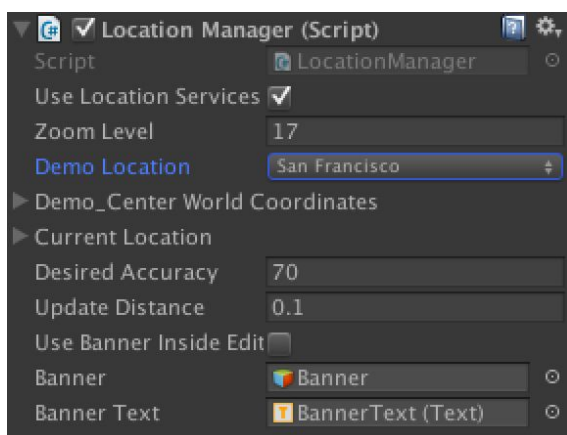 Location Manager (Script)
Script LocationManager
Use Location Services
Zoom Level 17
Demo Location San Francisco
Demo_Center World Coordinates
Current Location
Desired Accuracy 70
Update Distance 0.1
Use Banner Inside Edit
Banner Banner
Banner Text BannerText (Text)